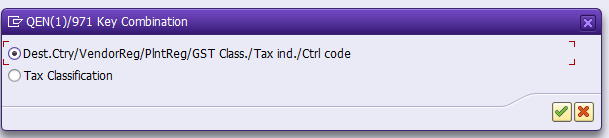 QEN(1)/971 Key Combination
Dest.Ctry/VendorReg/PlntReg/GST Class./Tax ind./Ctrl code
Tax Classification